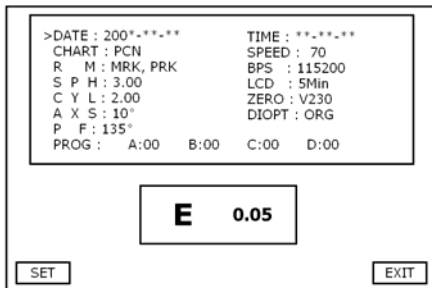 >DATE : 200*-**-** TIME : **-**-**
CHART : PCN SPEED : 70
R M : MRK, PRK BPS : 115200
S P H : 3.00 LCD : 5Min
C Y L : 2.00 ZERO : V230
A X S : 10° DIOPT : ORG
P F : 135°
PROG : A:00 B:00 C:00 D:00
E 0.05
SET EXIT